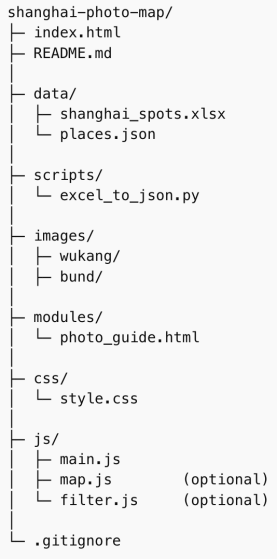 shanghai-photo-map/
├─ index.html
├─ README.md
│
├─ data/
│  ├─ shanghai_spots.xlsx
│  └─ places.json
│
├─ scripts/
│  └─ excel_to_json.py
│
├─ images/
│  ├─ wukang/
│  ├─ bund/
│
├─ modules/
│  └─ photo_guide.html
│
├─ css/
│  └─ style.css
│
├─ js/
│  ├─ main.js
│  ├─ map.js        (optional)
│  └─ filter.js     (optional)
│
└─ .gitignore